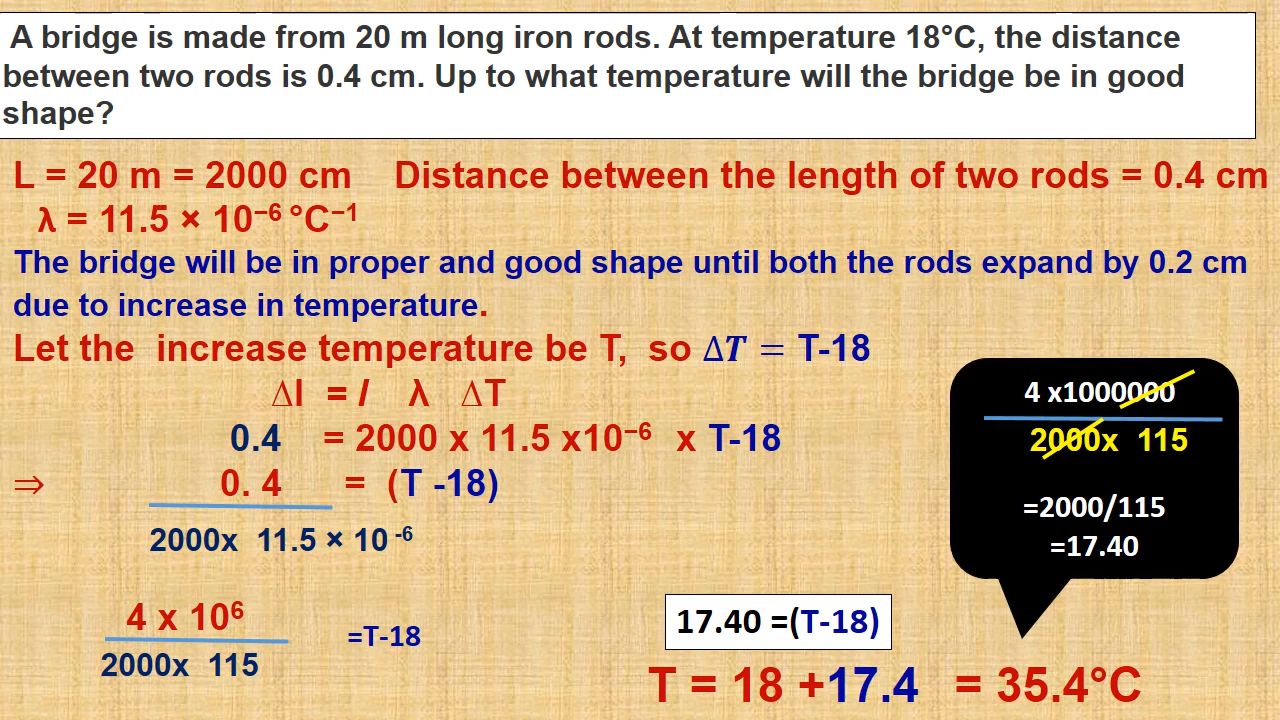 A bridge is made from 20 m long iron rods. At temperature 18°C, the distance
between two rods is 0.4 cm. Up to what temperature will the bridge be in good
shape?
L = 20 m = 2000 cm Distance between the length of two rods = 0.4 cm
λ = 11.5 × 10⁻⁶ °C⁻¹
The bridge will be in proper and good shape until both the rods expand by 0.2 cm
due to increase in temperature.
Let the increase temperature be T, so ΔT = T-18
Δl = l λ ΔT
0.4 = 2000 x 11.5 x10⁻⁶ x T-18
⇒ 0. 4 = (T -18)
2000x 11.5 × 10 ⁻⁶
4 x 10⁶
=T-18
2000x 115
4 x1000000
2000x 115
=2000/115
=17.40
17.40 =(T-18)
T = 18 +17.4 = 35.4°C